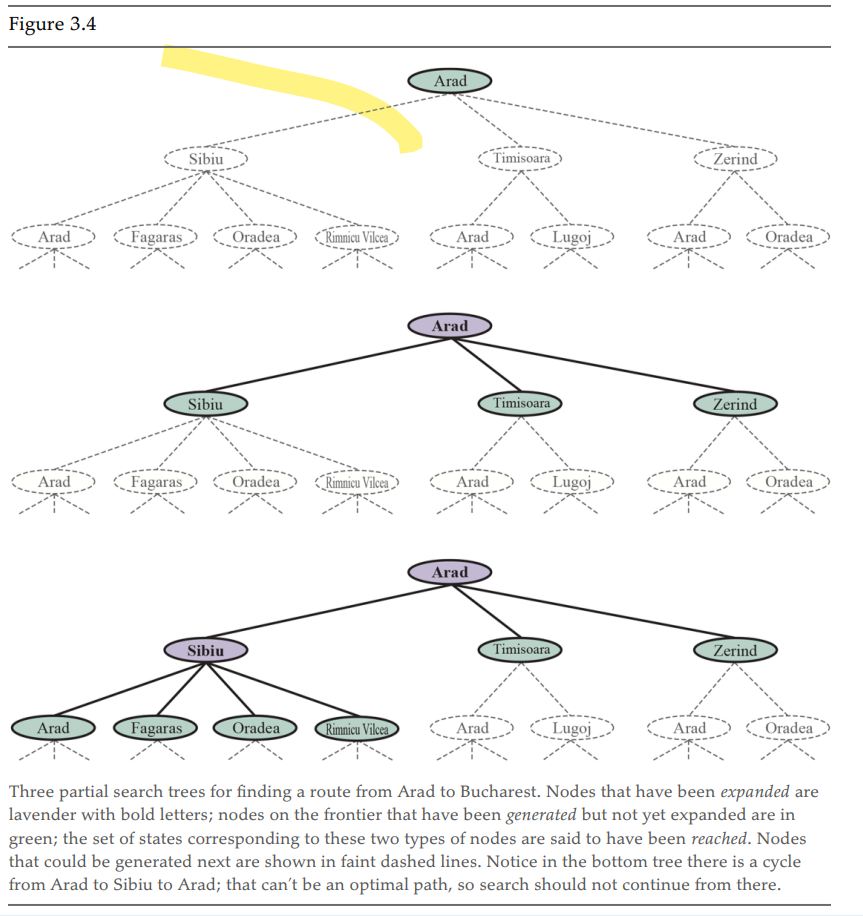 Figure 3.4
Arad
Sibiu Timisoara Zerind
Arad Fagaras Oradea Rimnicu Vilcea Arad Lugoj Arad Oradea
Arad
Sibiu Timisoara Zerind
Arad Fagaras Oradea Rimnicu Vilcea Arad Lugoj Arad Oradea
Arad
Sibiu Timisoara Zerind
Arad Fagaras Oradea Rimnicu Vilcea Arad Lugoj Arad Oradea
Three partial search trees for finding a route from Arad to Bucharest. Nodes that have been expanded are
lavender with bold letters; nodes on the frontier that have been generated but not yet expanded are in
green; the set of states corresponding to these two types of nodes are said to have been reached. Nodes
that could be generated next are shown in faint dashed lines. Notice in the bottom tree there is a cycle
from Arad to Sibiu to Arad; that can't be an optimal path, so search should not continue from there.